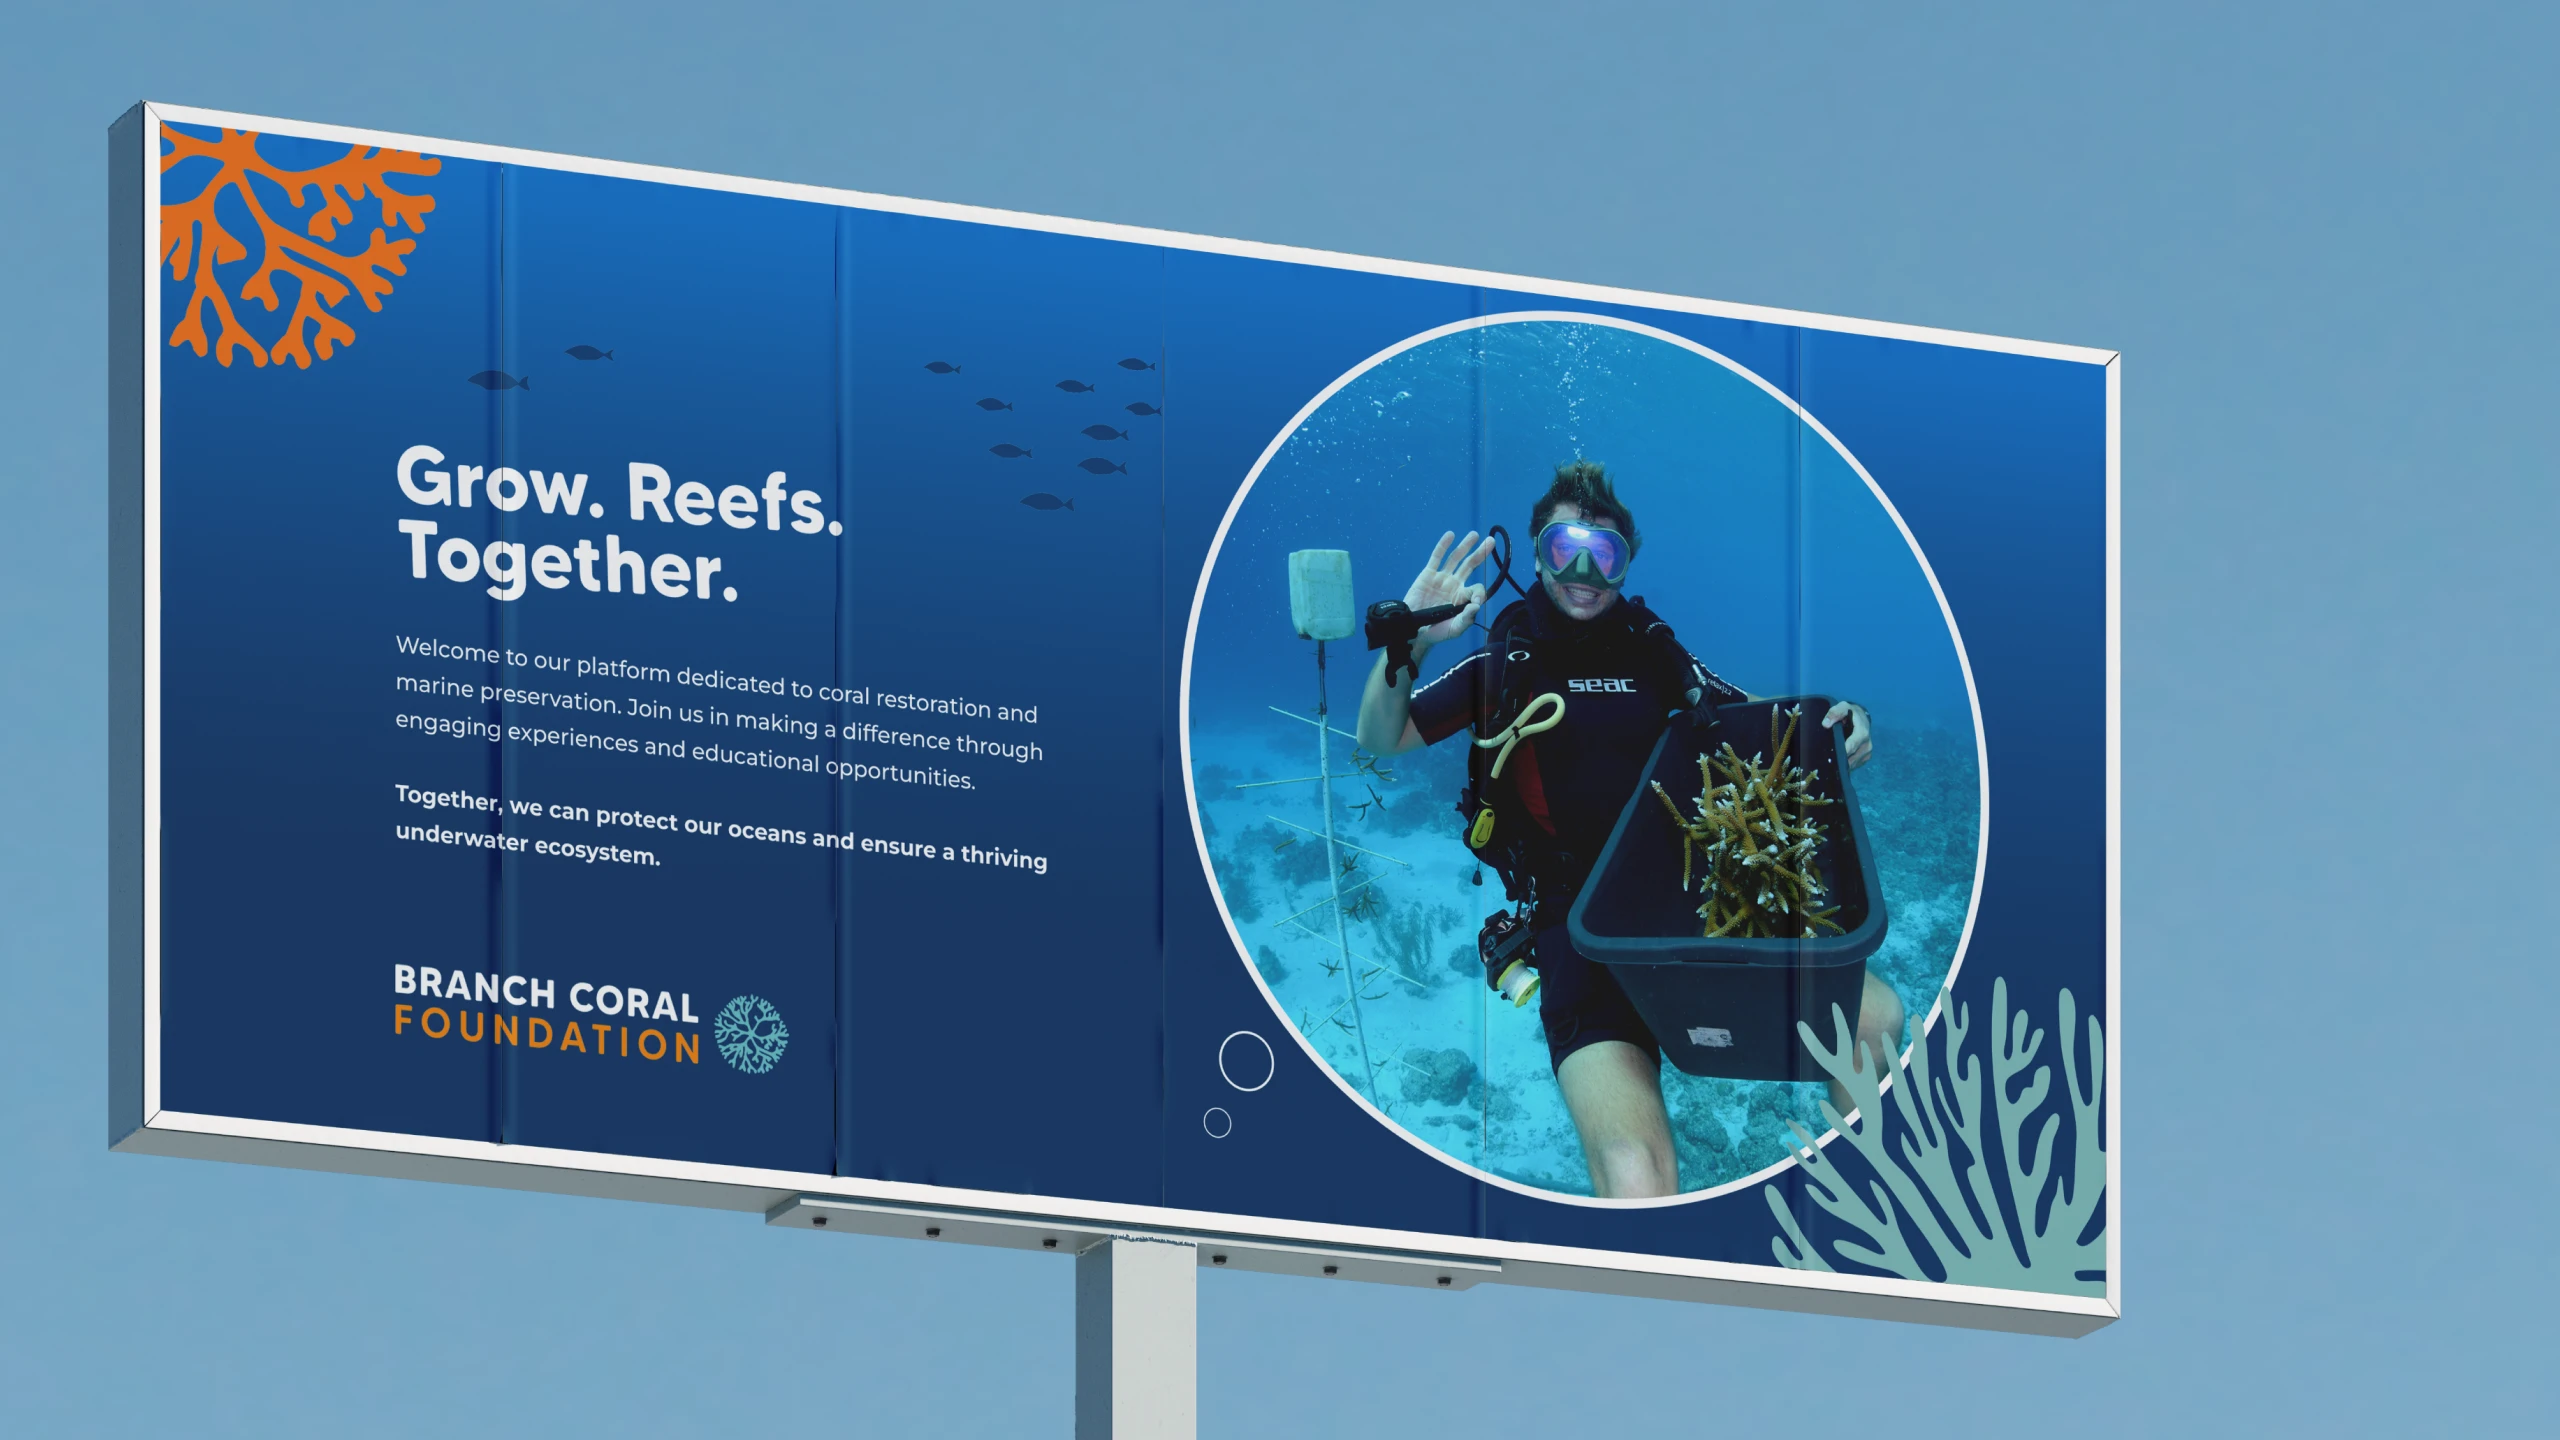 Grow. Reefs.
Together.
Welcome to our platform dedicated to coral restoration and
marine preservation. Join us in making a difference through
engaging experiences and educational opportunities.
Together, we can protect our oceans and ensure a thriving
underwater ecosystem.
BRANCH CORAL
FOUNDATION
seac